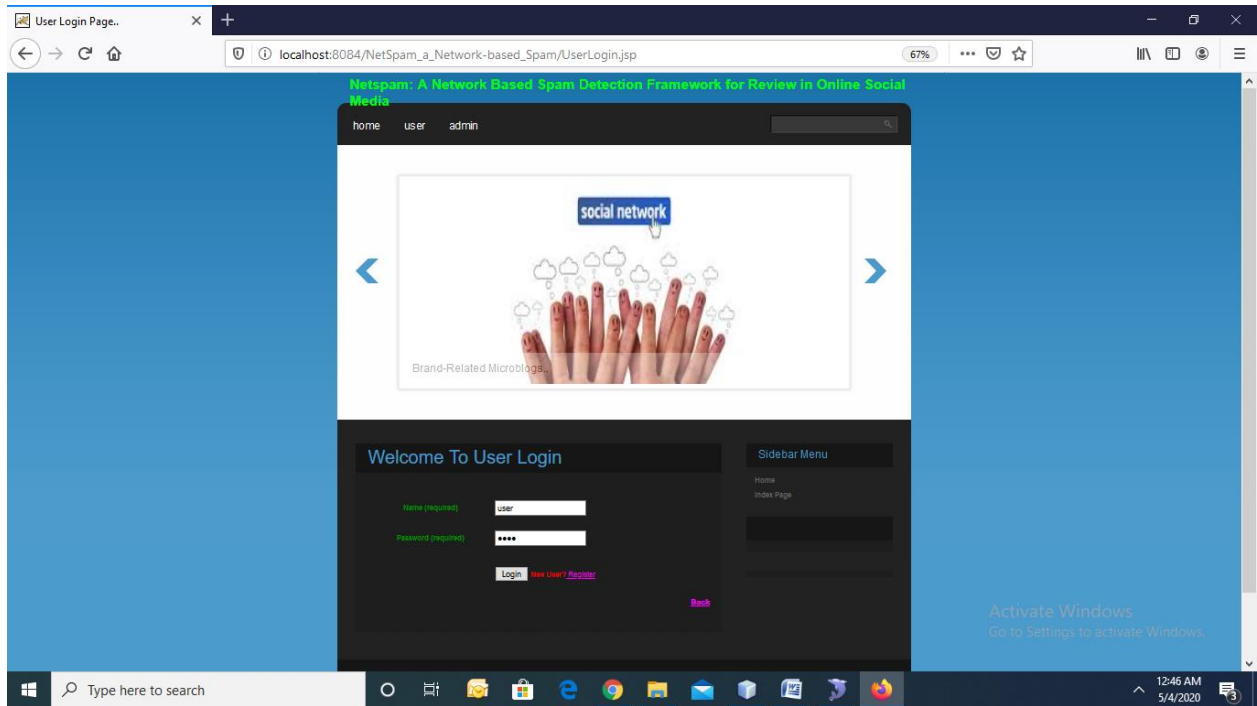 User Login Page..
localhost:8084/NetSpam_a_Network-based_Spam/UserLogin.jsp
67%
Netspam: A Network Based Spam Detection Framework for Review in Online Social
Media
home user admin
social network
Brand-Related Microblogs..
Welcome To User Login
Sidebar Menu
Home
Index Page
Name (required)
user
Password (required)
Login New User? Register
Back
Activate Windows
Go to Settings to activate Windows.
Type here to search
12:46 AM
5/4/2020
3